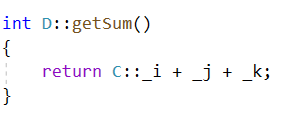 int D::getSum()
{
    return C::_i + _j + _k;
}